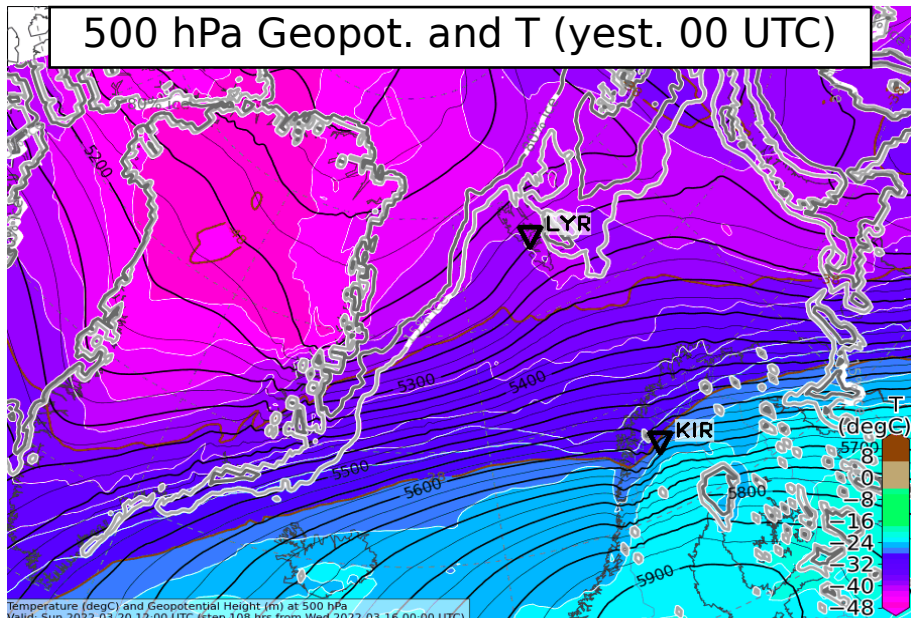 500 hPa Geopot. and T (yest. 00 UTC)
5200
LYR
5300
5400
KIR
5500
5600
5700
5800
5900
T
(degC)
8
0
−8
−16
−24
−32
−40
−48
Temperature (degC) and Geopotential Height (m) at 500 hPa
Valid: Sun 2022-03-20 12:00 UTC (step 108 hrs from Wed 2022-03-16 00:00 UTC)